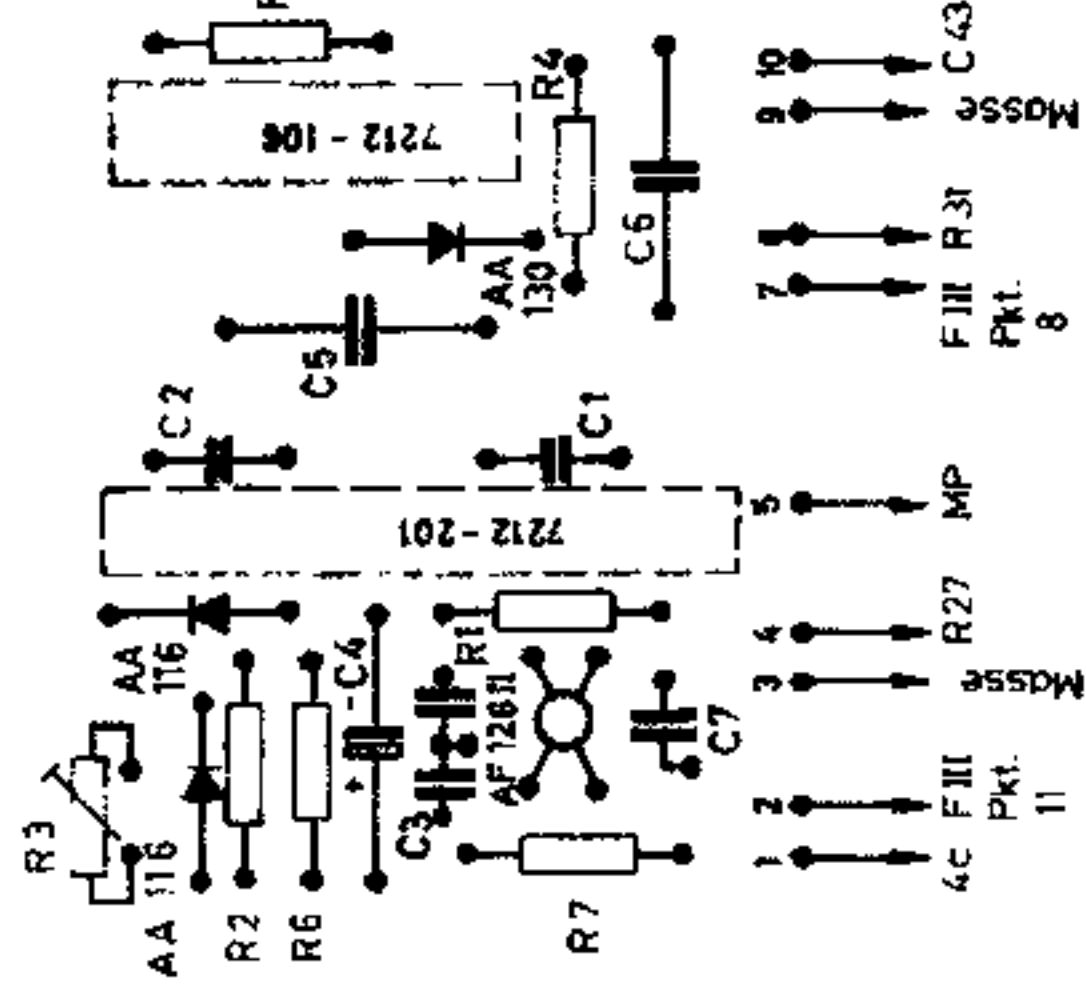 R
7212-106
R4
C6
AA
130
C5
C2
C1
7212-201
AA
116
R1
C4
-
+
AF 126 II
C3
C7
R3
AA 116
R2
R6
R7
1
2
3
4
5
7
9
10
4c
F III
Pkt.
11
Masse
R27
MP
F III
Pkt.
8
R31
Masse
C43